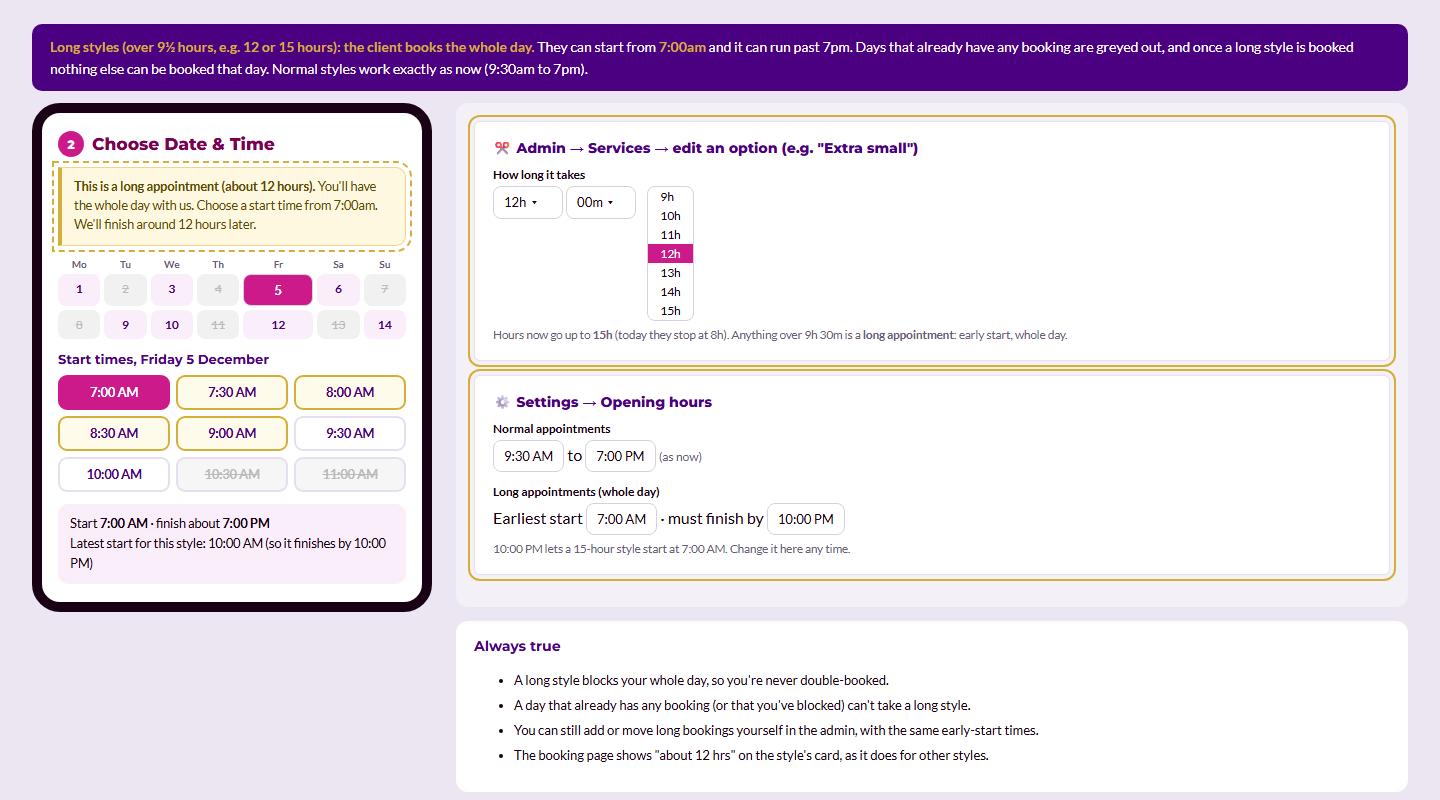 Long styles (over 9½ hours, e.g. 12 or 15 hours): the client books the whole day. They can start from 7:00am and it can run past 7pm. Days that already have any booking are greyed out, and once a long style is booked
nothing else can be booked that day. Normal styles work exactly as now (9:30am to 7pm).
2 Choose Date & Time
This is a long appointment (about 12 hours). You'll have
the whole day with us. Choose a start time from 7:00am.
We'll finish around 12 hours later.
Mo Tu We Th Fr Sa Su
1 2 3 4 5 6 7
8 9 10 11 12 13 14
Start times, Friday 5 December
7:00 AM 7:30 AM 8:00 AM
8:30 AM 9:00 AM 9:30 AM
10:00 AM 10:30 AM 11:00 AM
Start 7:00 AM · finish about 7:00 PM
Latest start for this style: 10:00 AM (so it finishes by 10:00
PM)
Admin → Services → edit an option (e.g. "Extra small")
How long it takes
12h 00m
9h
10h
11h
12h
13h
14h
15h
Hours now go up to 15h (today they stop at 8h). Anything over 9h 30m is a long appointment: early start, whole day.
Settings → Opening hours
Normal appointments
9:30 AM to 7:00 PM (as now)
Long appointments (whole day)
Earliest start 7:00 AM · must finish by 10:00 PM
10:00 PM lets a 15-hour style start at 7:00 AM. Change it here any time.
Always true
• A long style blocks your whole day, so you're never double-booked.
• A day that already has any booking (or that you've blocked) can't take a long style.
• You can still add or move long bookings yourself in the admin, with the same early-start times.
• The booking page shows "about 12 hrs" on the style's card, as it does for other styles.